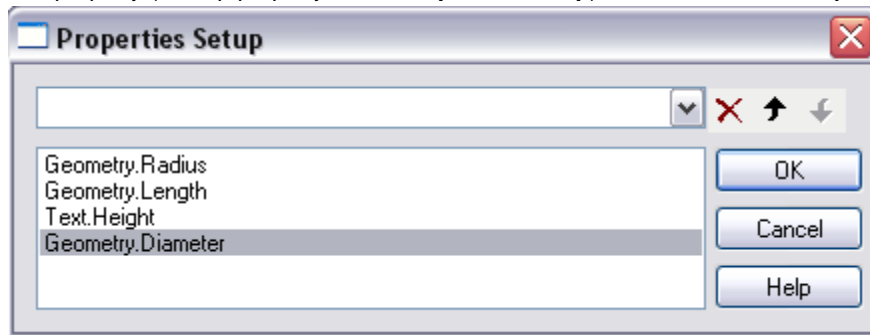 Properties Setup
Geometry.Radius
Geometry.Length
Text.Height
Geometry.Diameter
OK
Cancel
Help